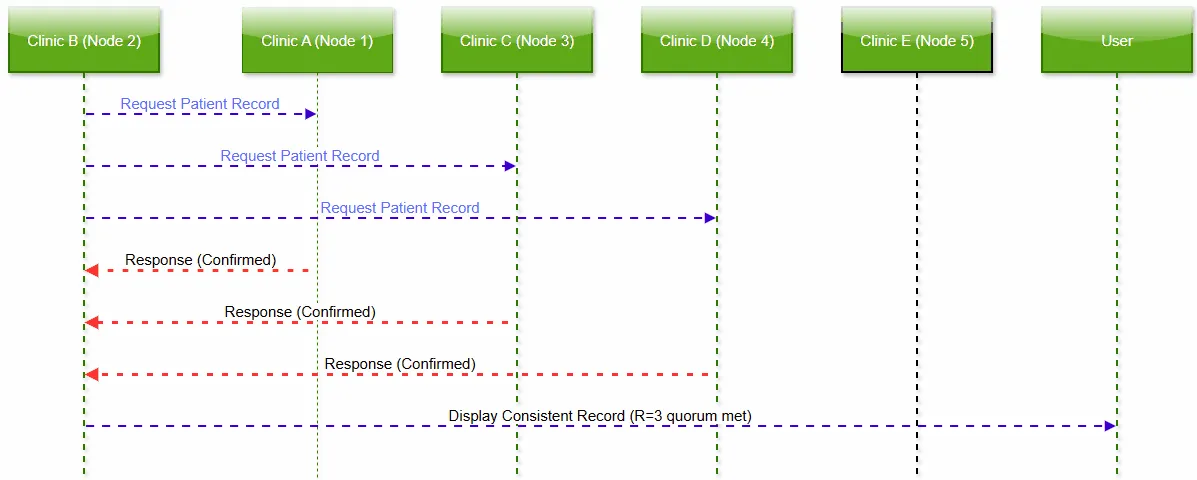 Clinic B (Node 2)
Clinic A (Node 1)
Clinic C (Node 3)
Clinic D (Node 4)
Clinic E (Node 5)
User
Request Patient Record
Request Patient Record
Request Patient Record
Response (Confirmed)
Response (Confirmed)
Response (Confirmed)
Display Consistent Record (R=3 quorum met)